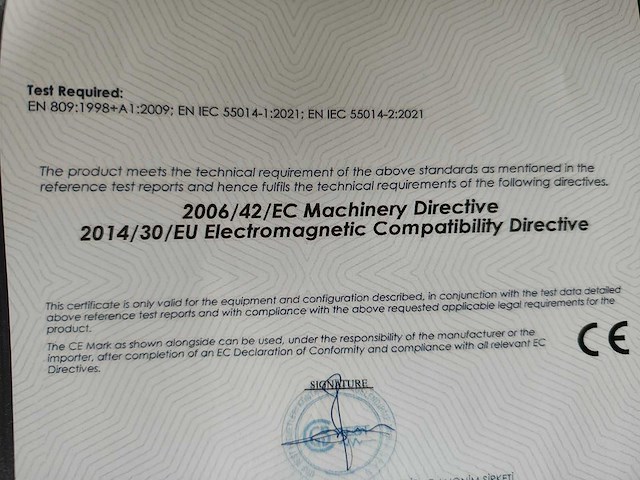 Test Required:
EN 809:1998+A1:2009; EN IEC 55014-1:2021; EN IEC 55014-2:2021
The product meets the technical requirement of the above standards as mentioned in the
reference test reports and hence fulfils the technical requirements of the following directives.
2006/42/EC Machinery Directive
2014/30/EU Electromagnetic Compatibility Directive
This certificate is only valid for the equipment and configuration described, in conjunction with the test data detailed
above reference test reports and with compliance with the above requested applicable legal requirements for the
product.
The CE Mark as shown alongside can be used, under the responsibility of the manufacturer or the
importer, after completion of an EC Declaration of Conformity and compliance with all relevant EC
Directives.
CE
SIGNATURE
ŞİRKETİ